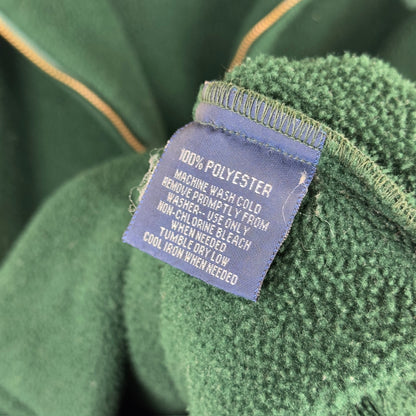 100% POLYESTER
MACHINE WASH COLD
REMOVE PROMPTLY FROM
WASHER-- USE ONLY
NON-CHLORINE BLEACH
WHEN NEEDED
TUMBLE DRY LOW
COOL IRON WHEN NEEDED